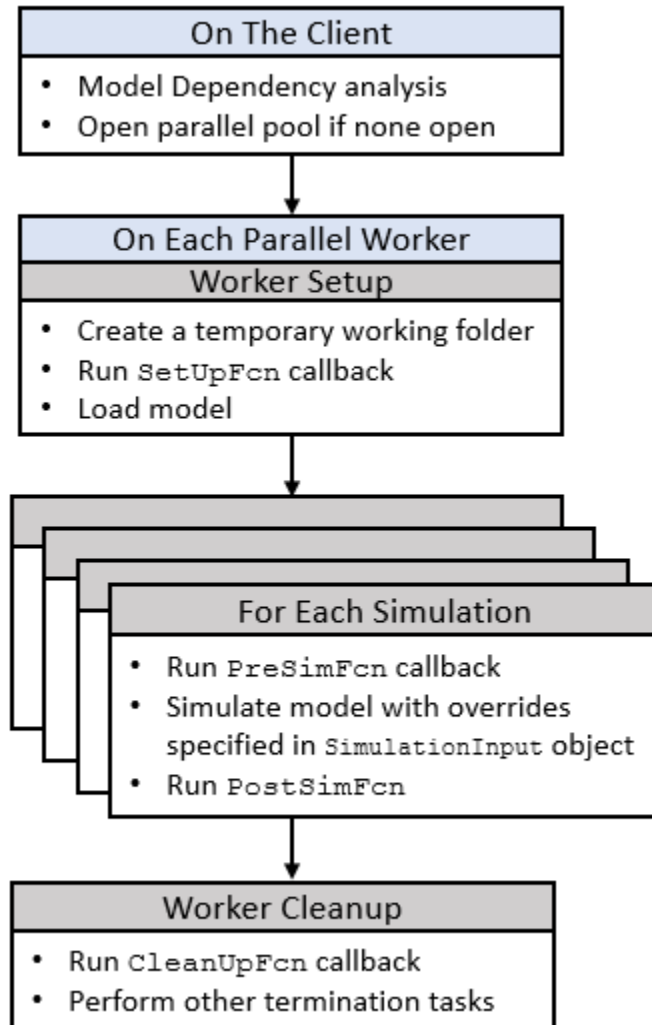 On The Client
• Model Dependency analysis
• Open parallel pool if none open
On Each Parallel Worker
Worker Setup
• Create a temporary working folder
• Run SetUpFcn callback
• Load model
For Each Simulation
• Run PreSimFcn callback
• Simulate model with overrides
specified in SimulationInput object
• Run PostSimFcn
Worker Cleanup
• Run CleanUpFcn callback
• Perform other termination tasks